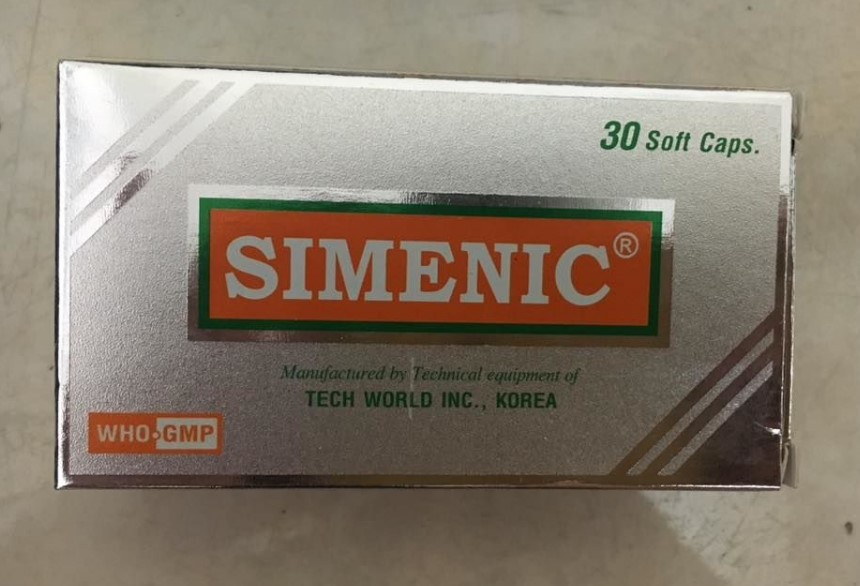 30 Soft Caps.
SIMENIC®
Manufactured by Technical equipment of
TECH WORLD INC., KOREA
WHO•GMP